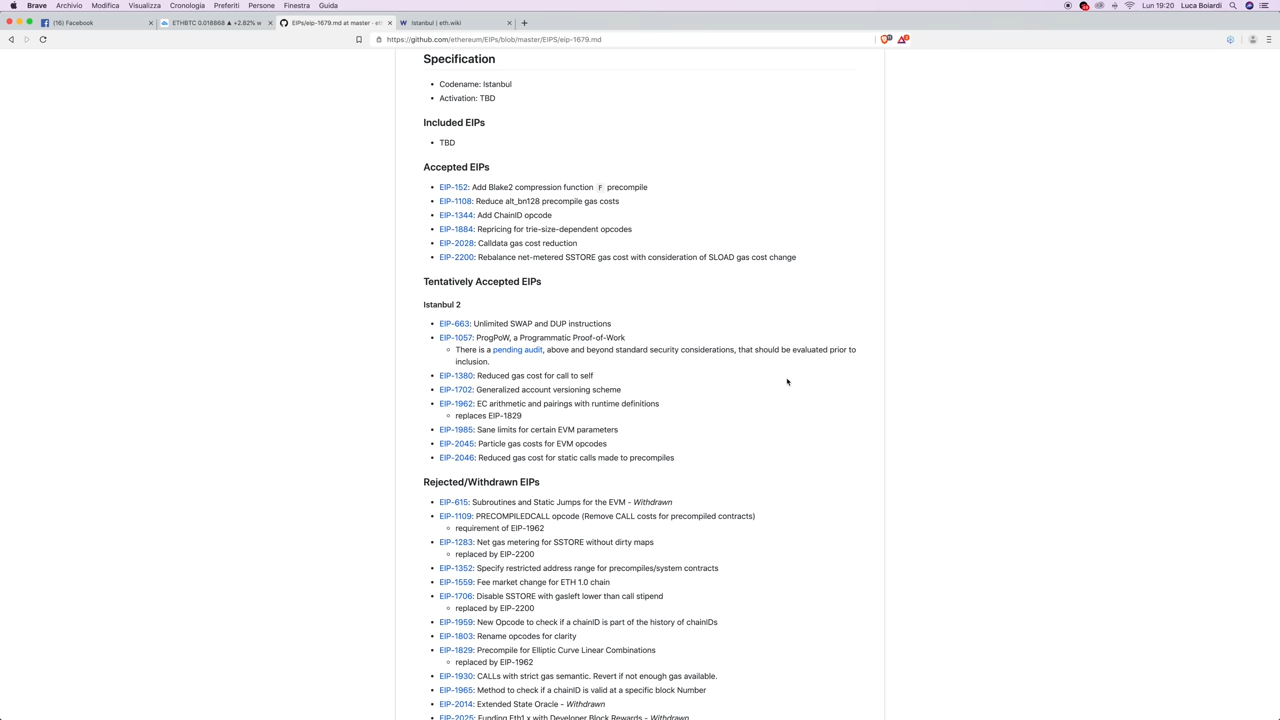 Brave Archivio Modifica Visualizza Cronologia Preferiti Persone Finestra Guida Lun 19:20 Luca Boiardi
(16) Facebook
ETHBTC 0.018868 ▲ +2.82% w
EIPs/eip-1679.md at master · eth
Istanbul | eth.wiki
https://github.com/ethereum/EIPs/blob/master/EIPS/eip-1679.md
Specification
• Codename: Istanbul
• Activation: TBD
Included EIPs
• TBD
Accepted EIPs
• EIP-152: Add Blake2 compression function F precompile
• EIP-1108: Reduce alt_bn128 precompile gas costs
• EIP-1344: Add ChainID opcode
• EIP-1884: Repricing for trie-size-dependent opcodes
• EIP-2028: Calldata gas cost reduction
• EIP-2200: Rebalance net-metered SSTORE gas cost with consideration of SLOAD gas cost change
Tentatively Accepted EIPs
Istanbul 2
• EIP-663: Unlimited SWAP and DUP instructions
• EIP-1057: ProgPoW, a Programmatic Proof-of-Work
◦ There is a pending audit, above and beyond standard security considerations, that should be evaluated prior to
inclusion.
• EIP-1380: Reduced gas cost for call to self
• EIP-1702: Generalized account versioning scheme
• EIP-1962: EC arithmetic and pairings with runtime definitions
◦ replaces EIP-1829
• EIP-1985: Sane limits for certain EVM parameters
• EIP-2045: Particle gas costs for EVM opcodes
• EIP-2046: Reduced gas cost for static calls made to precompiles
Rejected/Withdrawn EIPs
• EIP-615: Subroutines and Static Jumps for the EVM - Withdrawn
• EIP-1109: PRECOMPILEDCALL opcode (Remove CALL costs for precompiled contracts)
◦ requirement of EIP-1962
• EIP-1283: Net gas metering for SSTORE without dirty maps
◦ replaced by EIP-2200
• EIP-1352: Specify restricted address range for precompiles/system contracts
• EIP-1559: Fee market change for ETH 1.0 chain
• EIP-1706: Disable SSTORE with gasleft lower than call stipend
◦ replaced by EIP-2200
• EIP-1959: New Opcode to check if a chainID is part of the history of chainIDs
• EIP-1803: Rename opcodes for clarity
• EIP-1829: Precompile for Elliptic Curve Linear Combinations
◦ replaced by EIP-1962
• EIP-1930: CALLs with strict gas semantic. Revert if not enough gas available.
• EIP-1965: Method to check if a chainID is valid at a specific block Number
• EIP-2014: Extended State Oracle - Withdrawn
• EIP-2025: Funding Eth1.x with Developer Block Rewards - Withdrawn